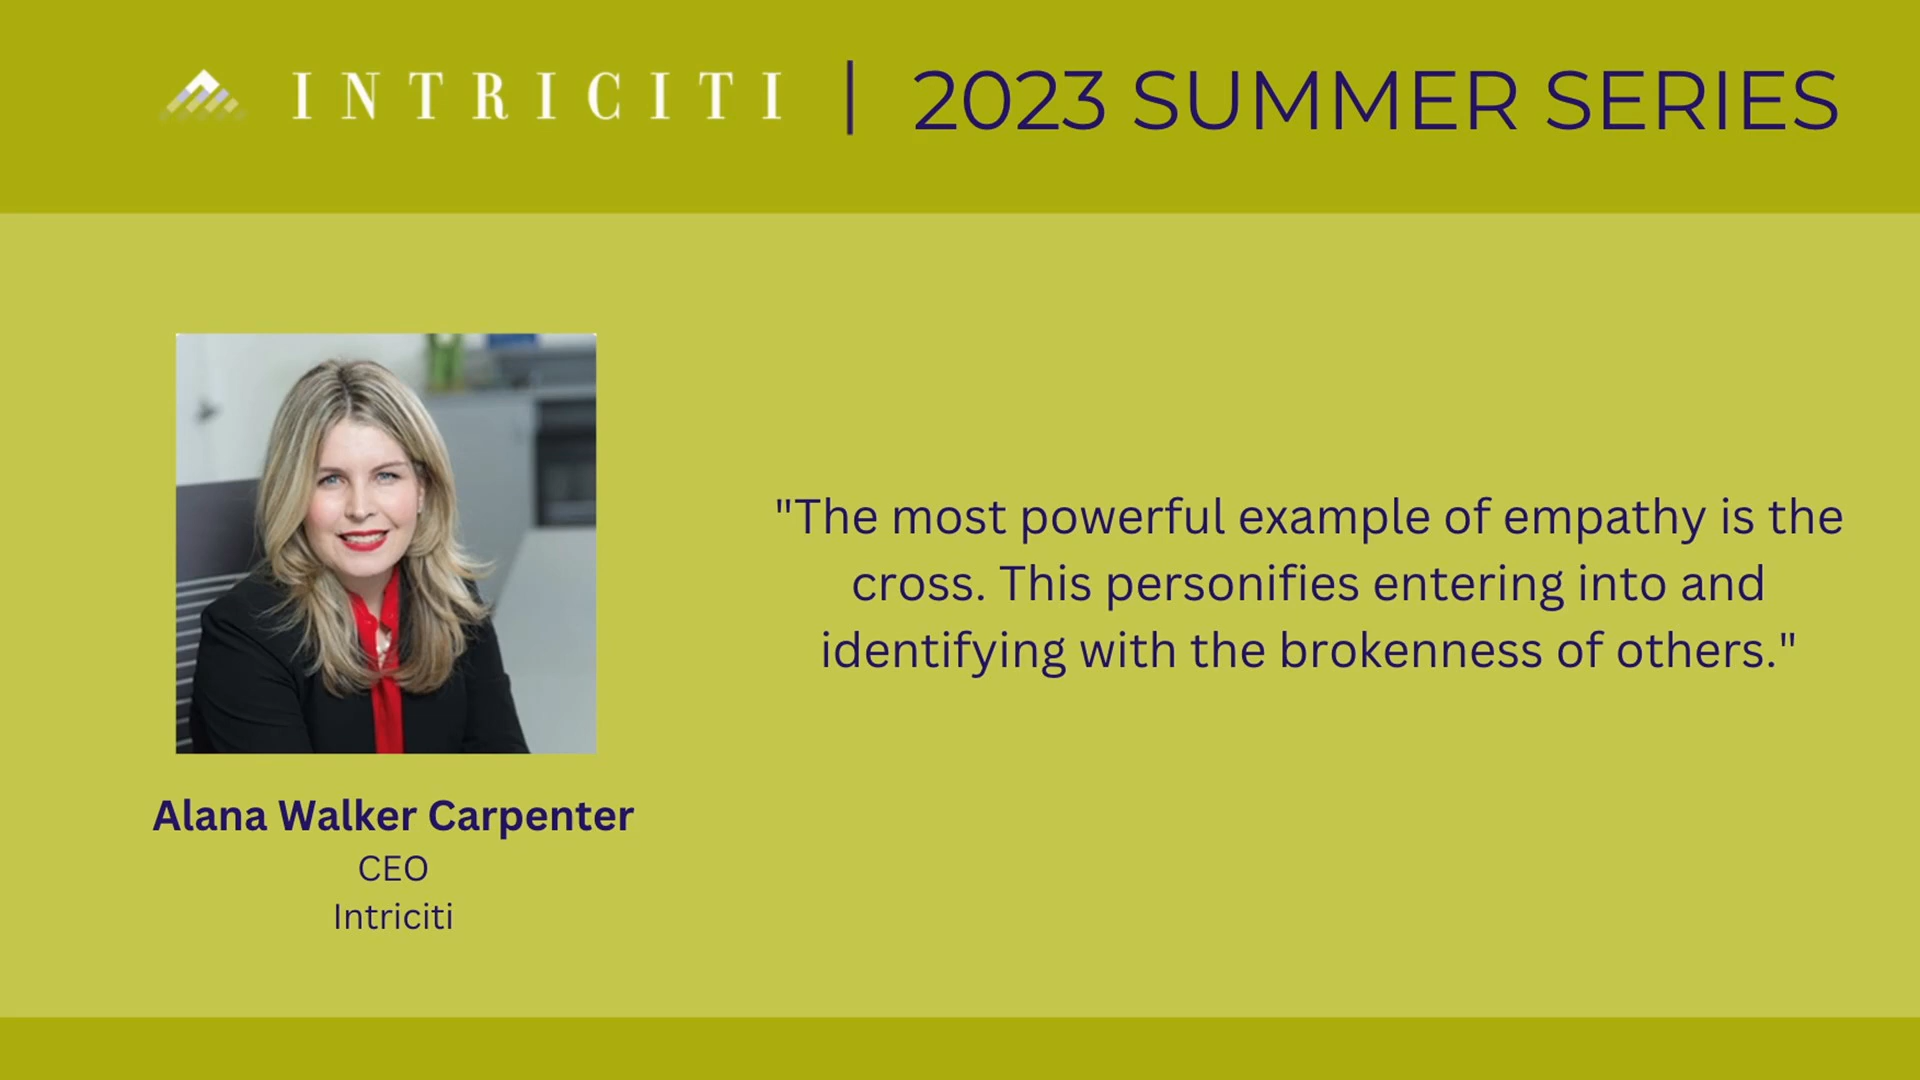 INTRICITI | 2023 SUMMER SERIES
"The most powerful example of empathy is the
cross. This personifies entering into and
identifying with the brokenness of others."
Alana Walker Carpenter
CEO
Intriciti